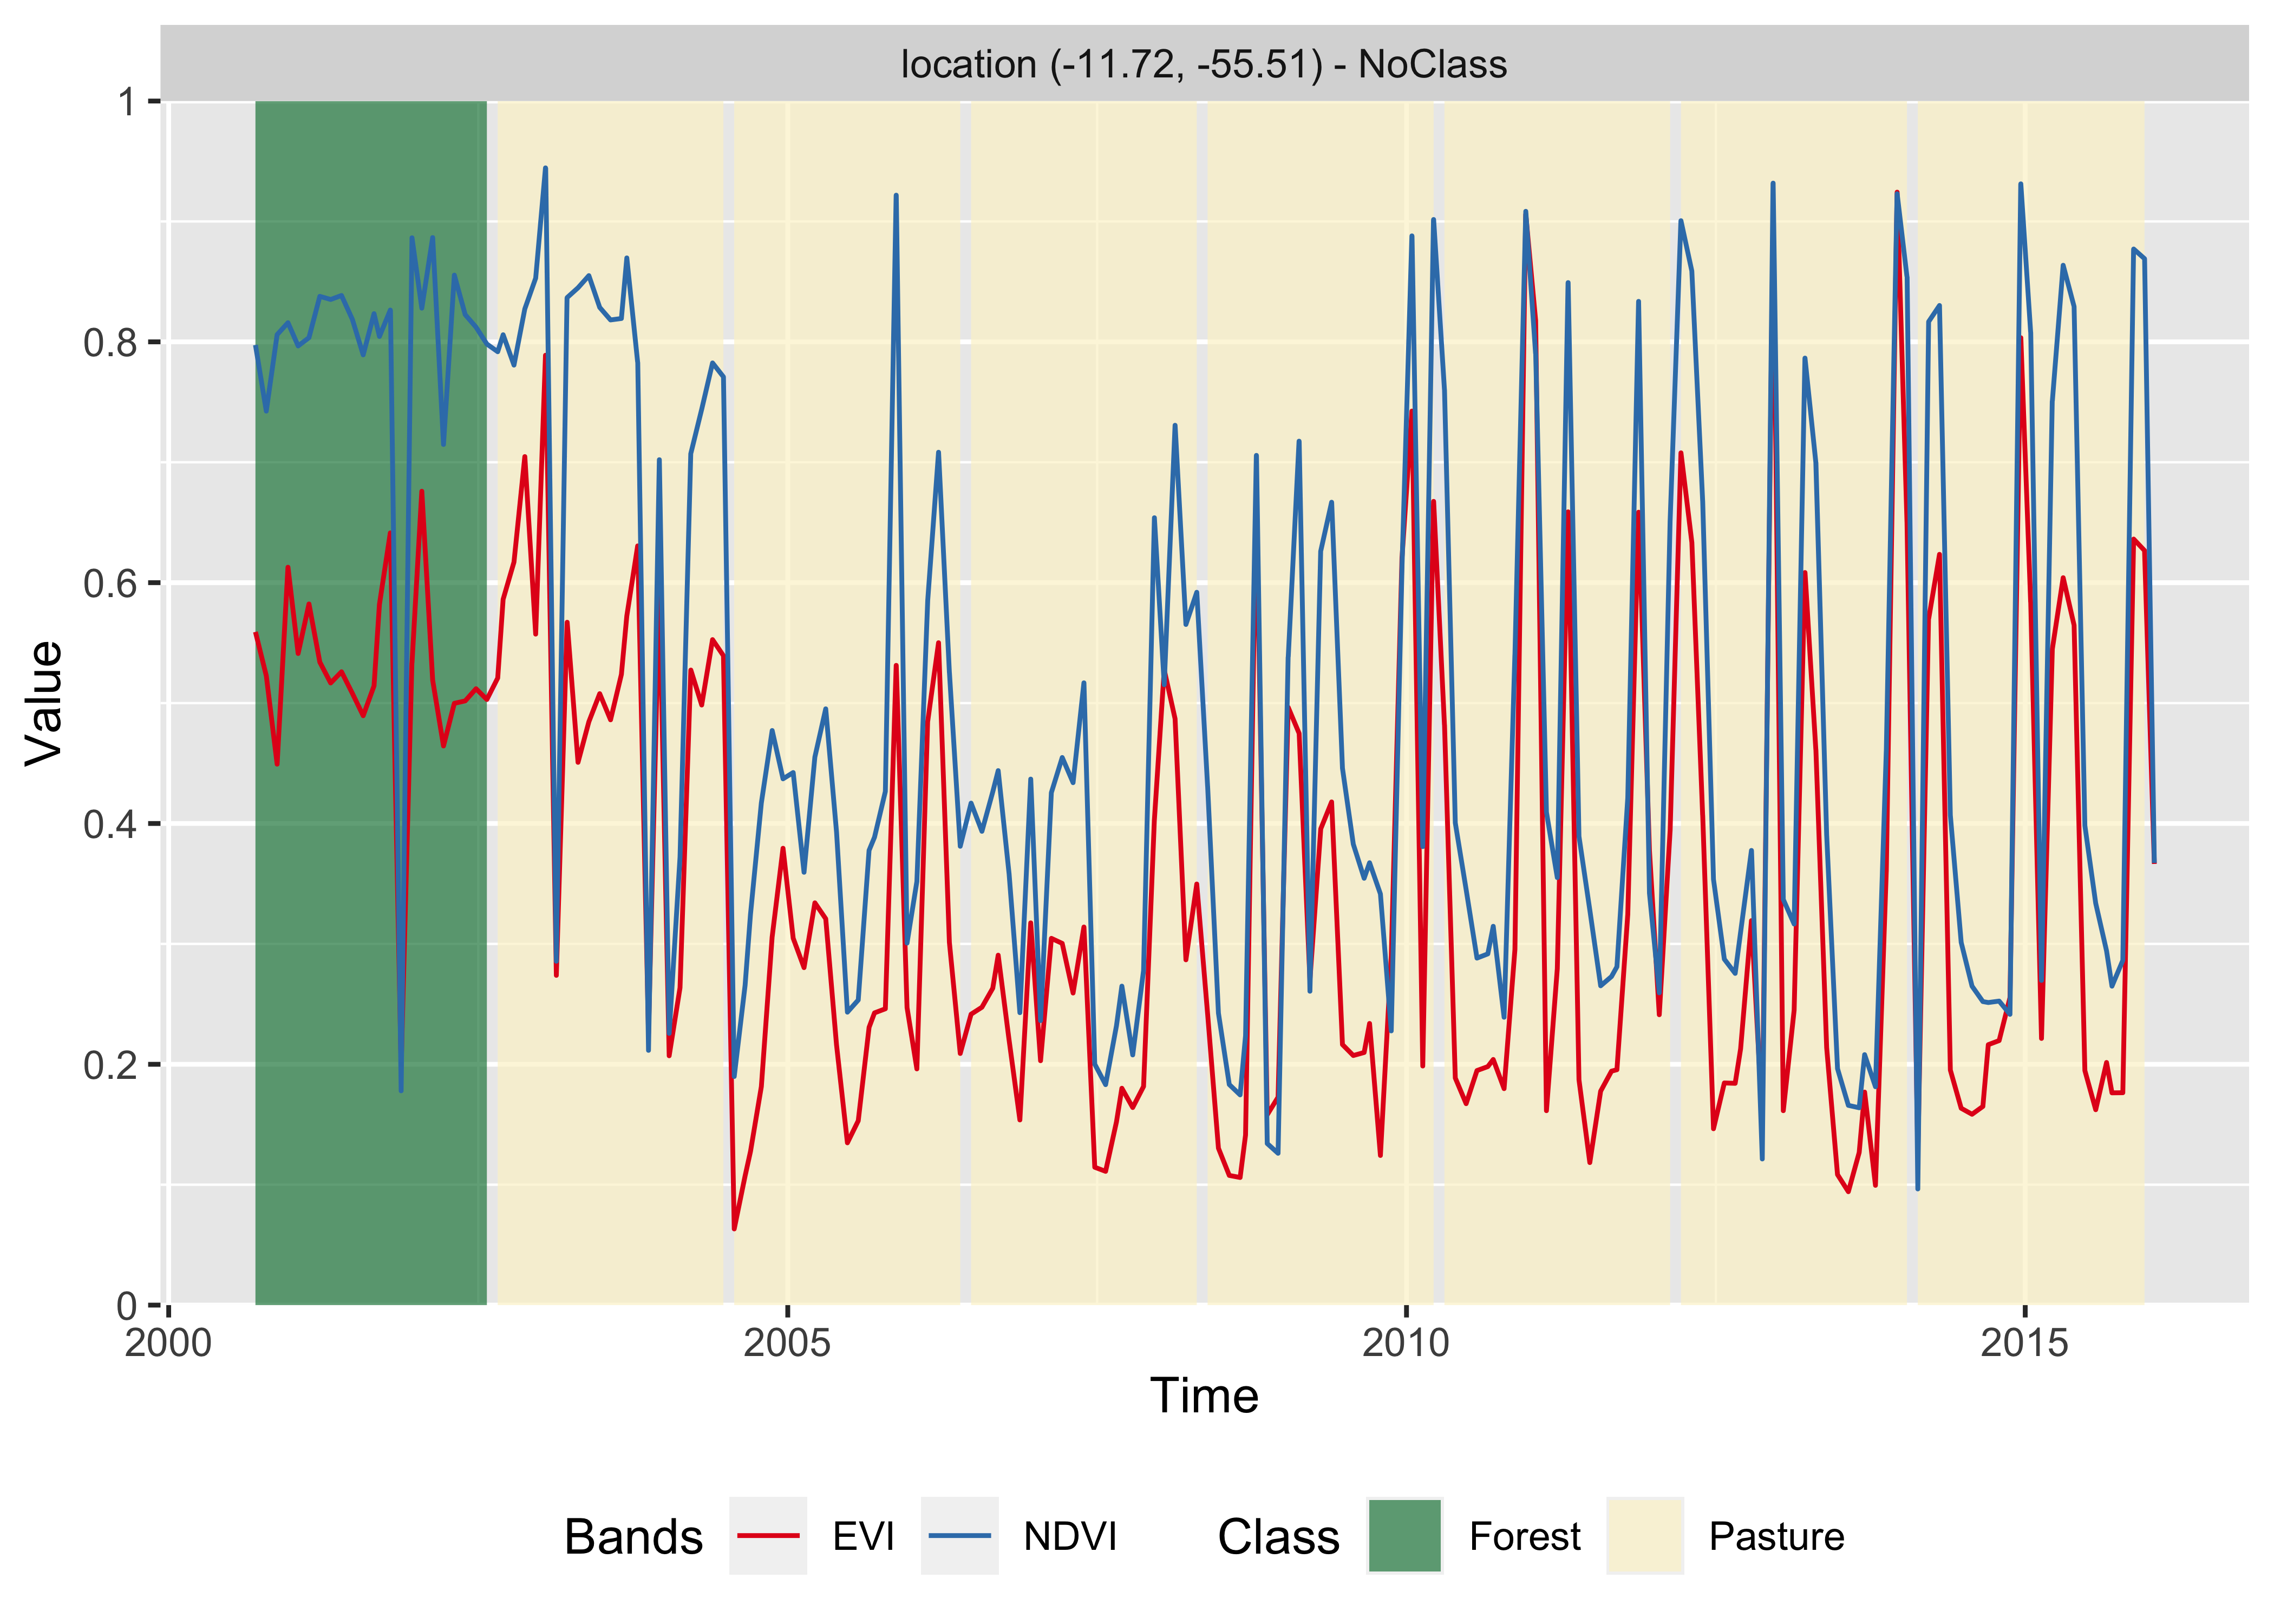 location (-11.72, -55.51) - NoClass
1
0.8
0.6
0.4
0.2
0
Value
2000 2005 2010 2015
Time
Bands EVI NDVI Class Forest Pasture